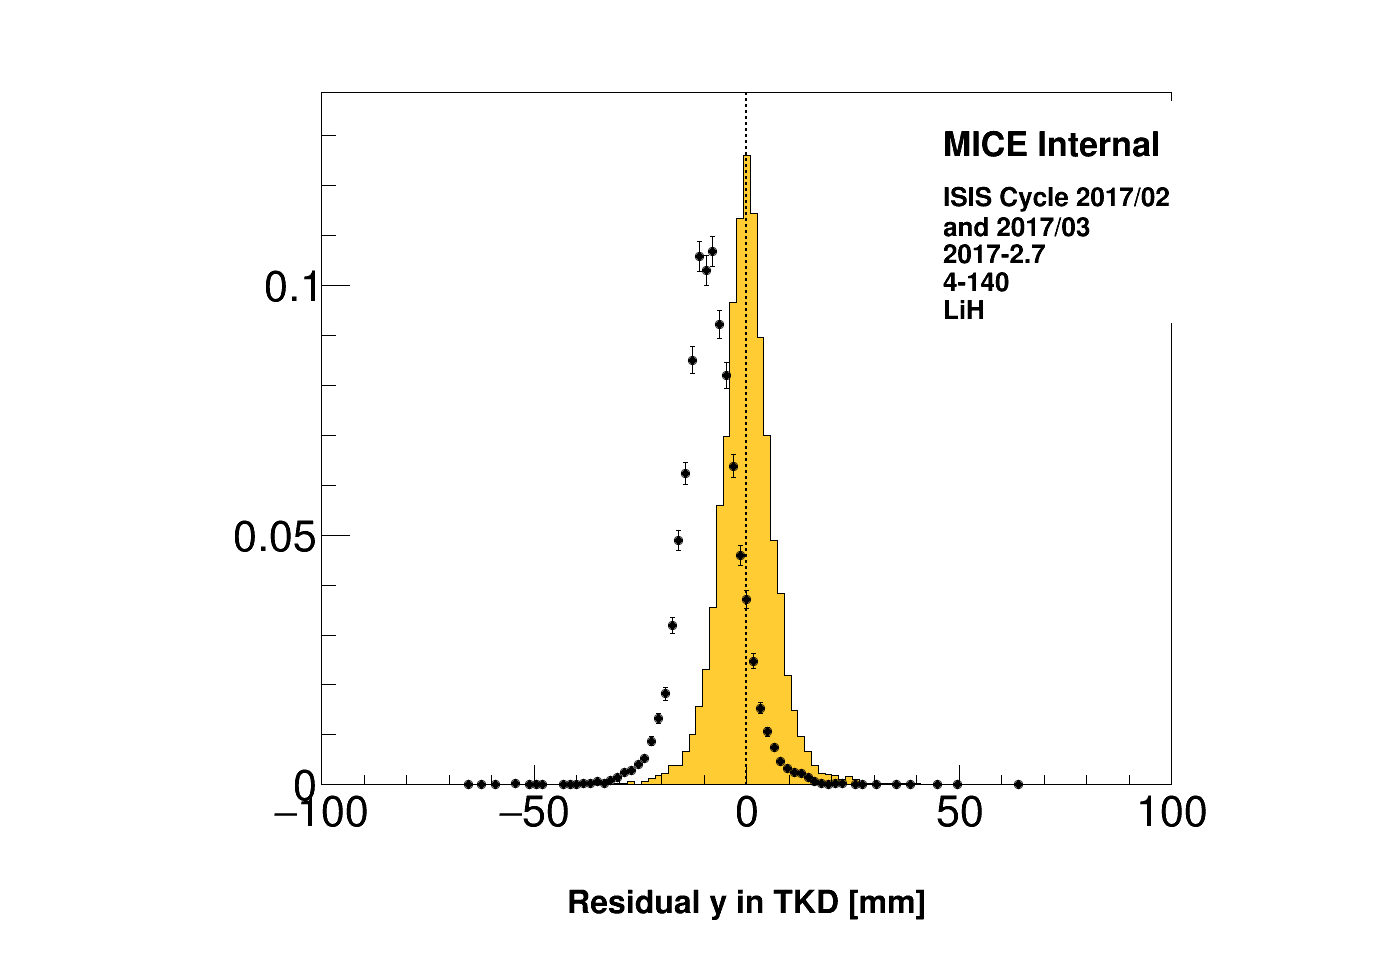 MICE Internal
ISIS Cycle 2017/02
and 2017/03
2017-2.7
4-140
LiH
0.1
0.05
0
−100 −50 0 50 100
Residual y in TKD [mm]